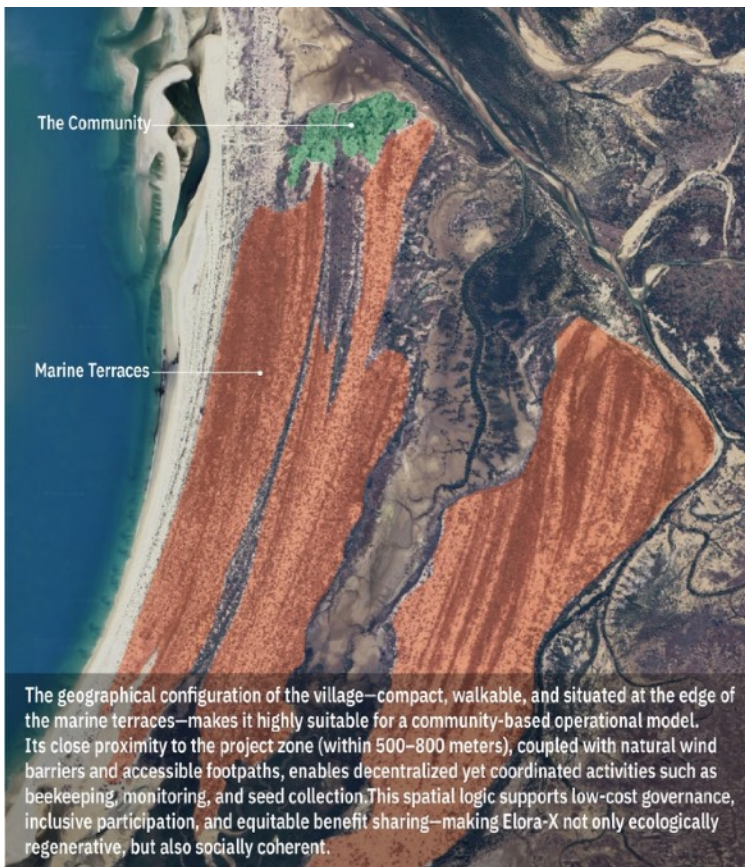 The Community
Marine Terraces
The geographical configuration of the village—compact, walkable, and situated at the edge of
the marine terraces—makes it highly suitable for a community-based operational model.
Its close proximity to the project zone (within 500–800 meters), coupled with natural wind
barriers and accessible footpaths, enables decentralized yet coordinated activities such as
beekeeping, monitoring, and seed collection.This spatial logic supports low-cost governance,
inclusive participation, and equitable benefit sharing—making Elora-X not only ecologically
regenerative, but also socially coherent.